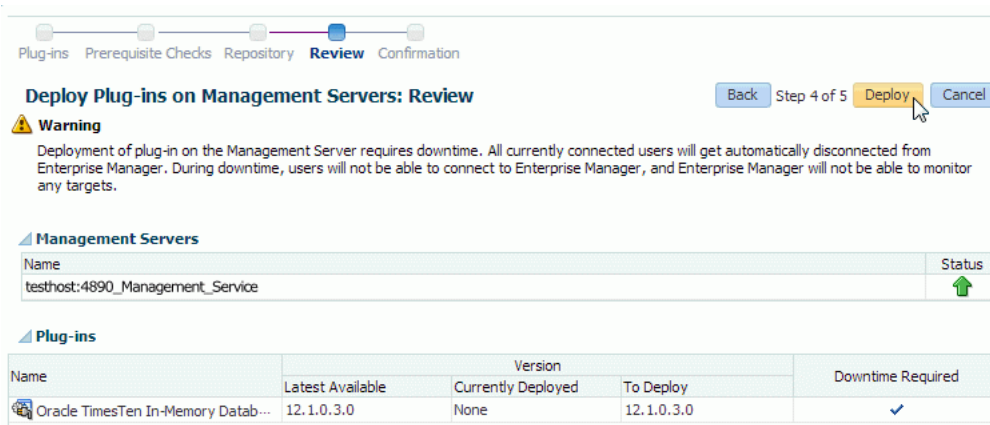 Plug-ins Prerequisite Checks Repository Review Confirmation
Deploy Plug-ins on Management Servers: Review
Back Step 4 of 5 Deploy Cancel
Warning
Deployment of plug-in on the Management Server requires downtime. All currently connected users will get automatically disconnected from
Enterprise Manager. During downtime, users will not be able to connect to Enterprise Manager, and Enterprise Manager will not be able to monitor
any targets.
Management Servers
Name Status
testhost:4890_Management_Service
Plug-ins
Name Version Downtime Required
Latest Available Currently Deployed To Deploy
Oracle TimesTen In-Memory Datab... 12.1.0.3.0 None 12.1.0.3.0